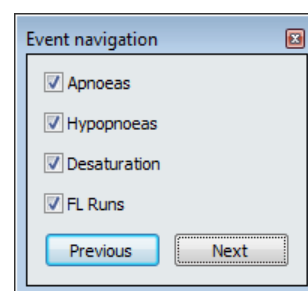 Event navigation
Apnoeas
Hypopnoeas
Desaturation
FL Runs
Previous Next